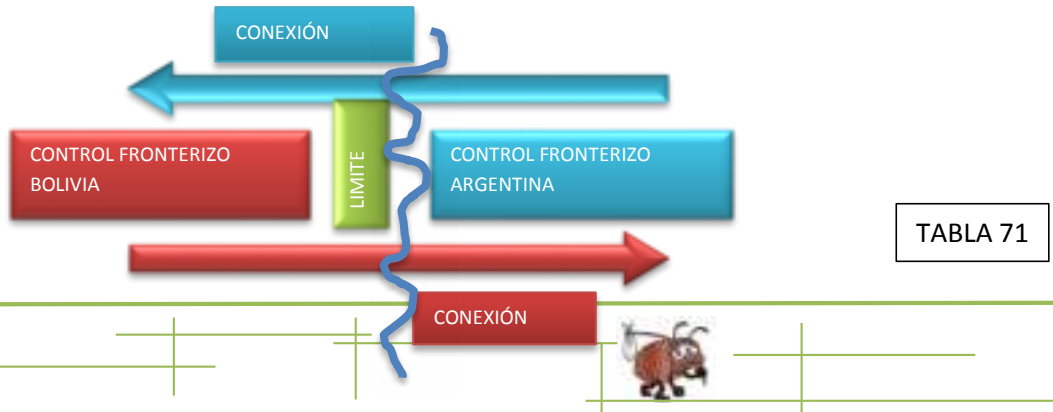 CONEXIÓN
CONTROL FRONTERIZO
BOLIVIA
LIMITE
CONTROL FRONTERIZO
ARGENTINA
TABLA 71
CONEXIÓN